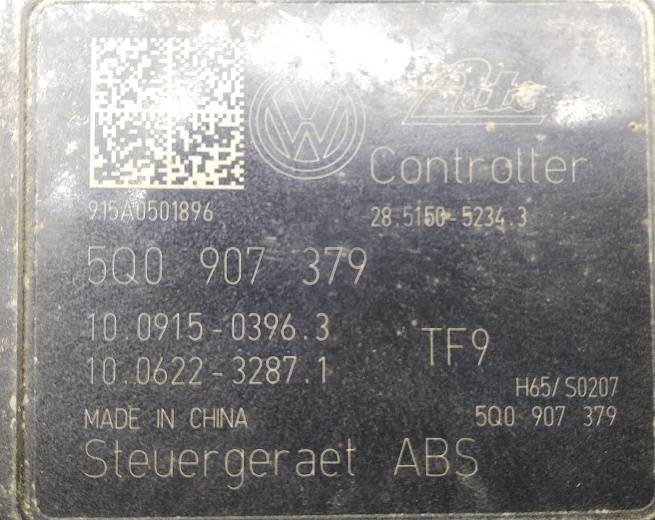 Ate
Controller
915A0501896
28.5150-5234.3
5Q0 907 379
10.0915-0396.3
TF9
10.0622-3287.1
H65/S0207
MADE IN CHINA
5Q0 907 379
Steuergeraet ABS